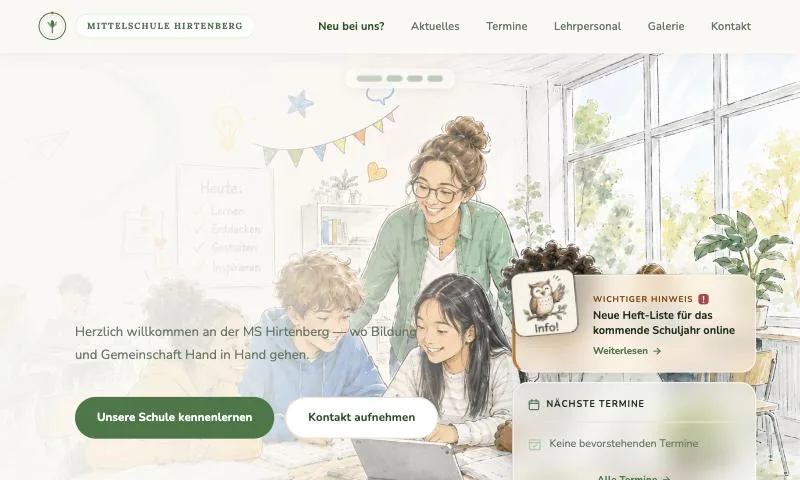 MITTELSCHULE HIRTENBERG
Neu bei uns?
Aktuelles
Termine
Lehrpersonal
Galerie
Kontakt
Heute:
✓ Lernen
✓ Entdecken
✓ Gestalten
✓ Inspirieren
Herzlich willkommen an der MS Hirtenberg — wo Bildung
und Gemeinschaft Hand in Hand gehen.
Unsere Schule kennenlernen
Kontakt aufnehmen
Info!
WICHTIGER HINWEIS !
Neue Heft-Liste für das
kommende Schuljahr online
Weiterlesen →
NÄCHSTE TERMINE
Keine bevorstehenden Termine
Alle Termine →